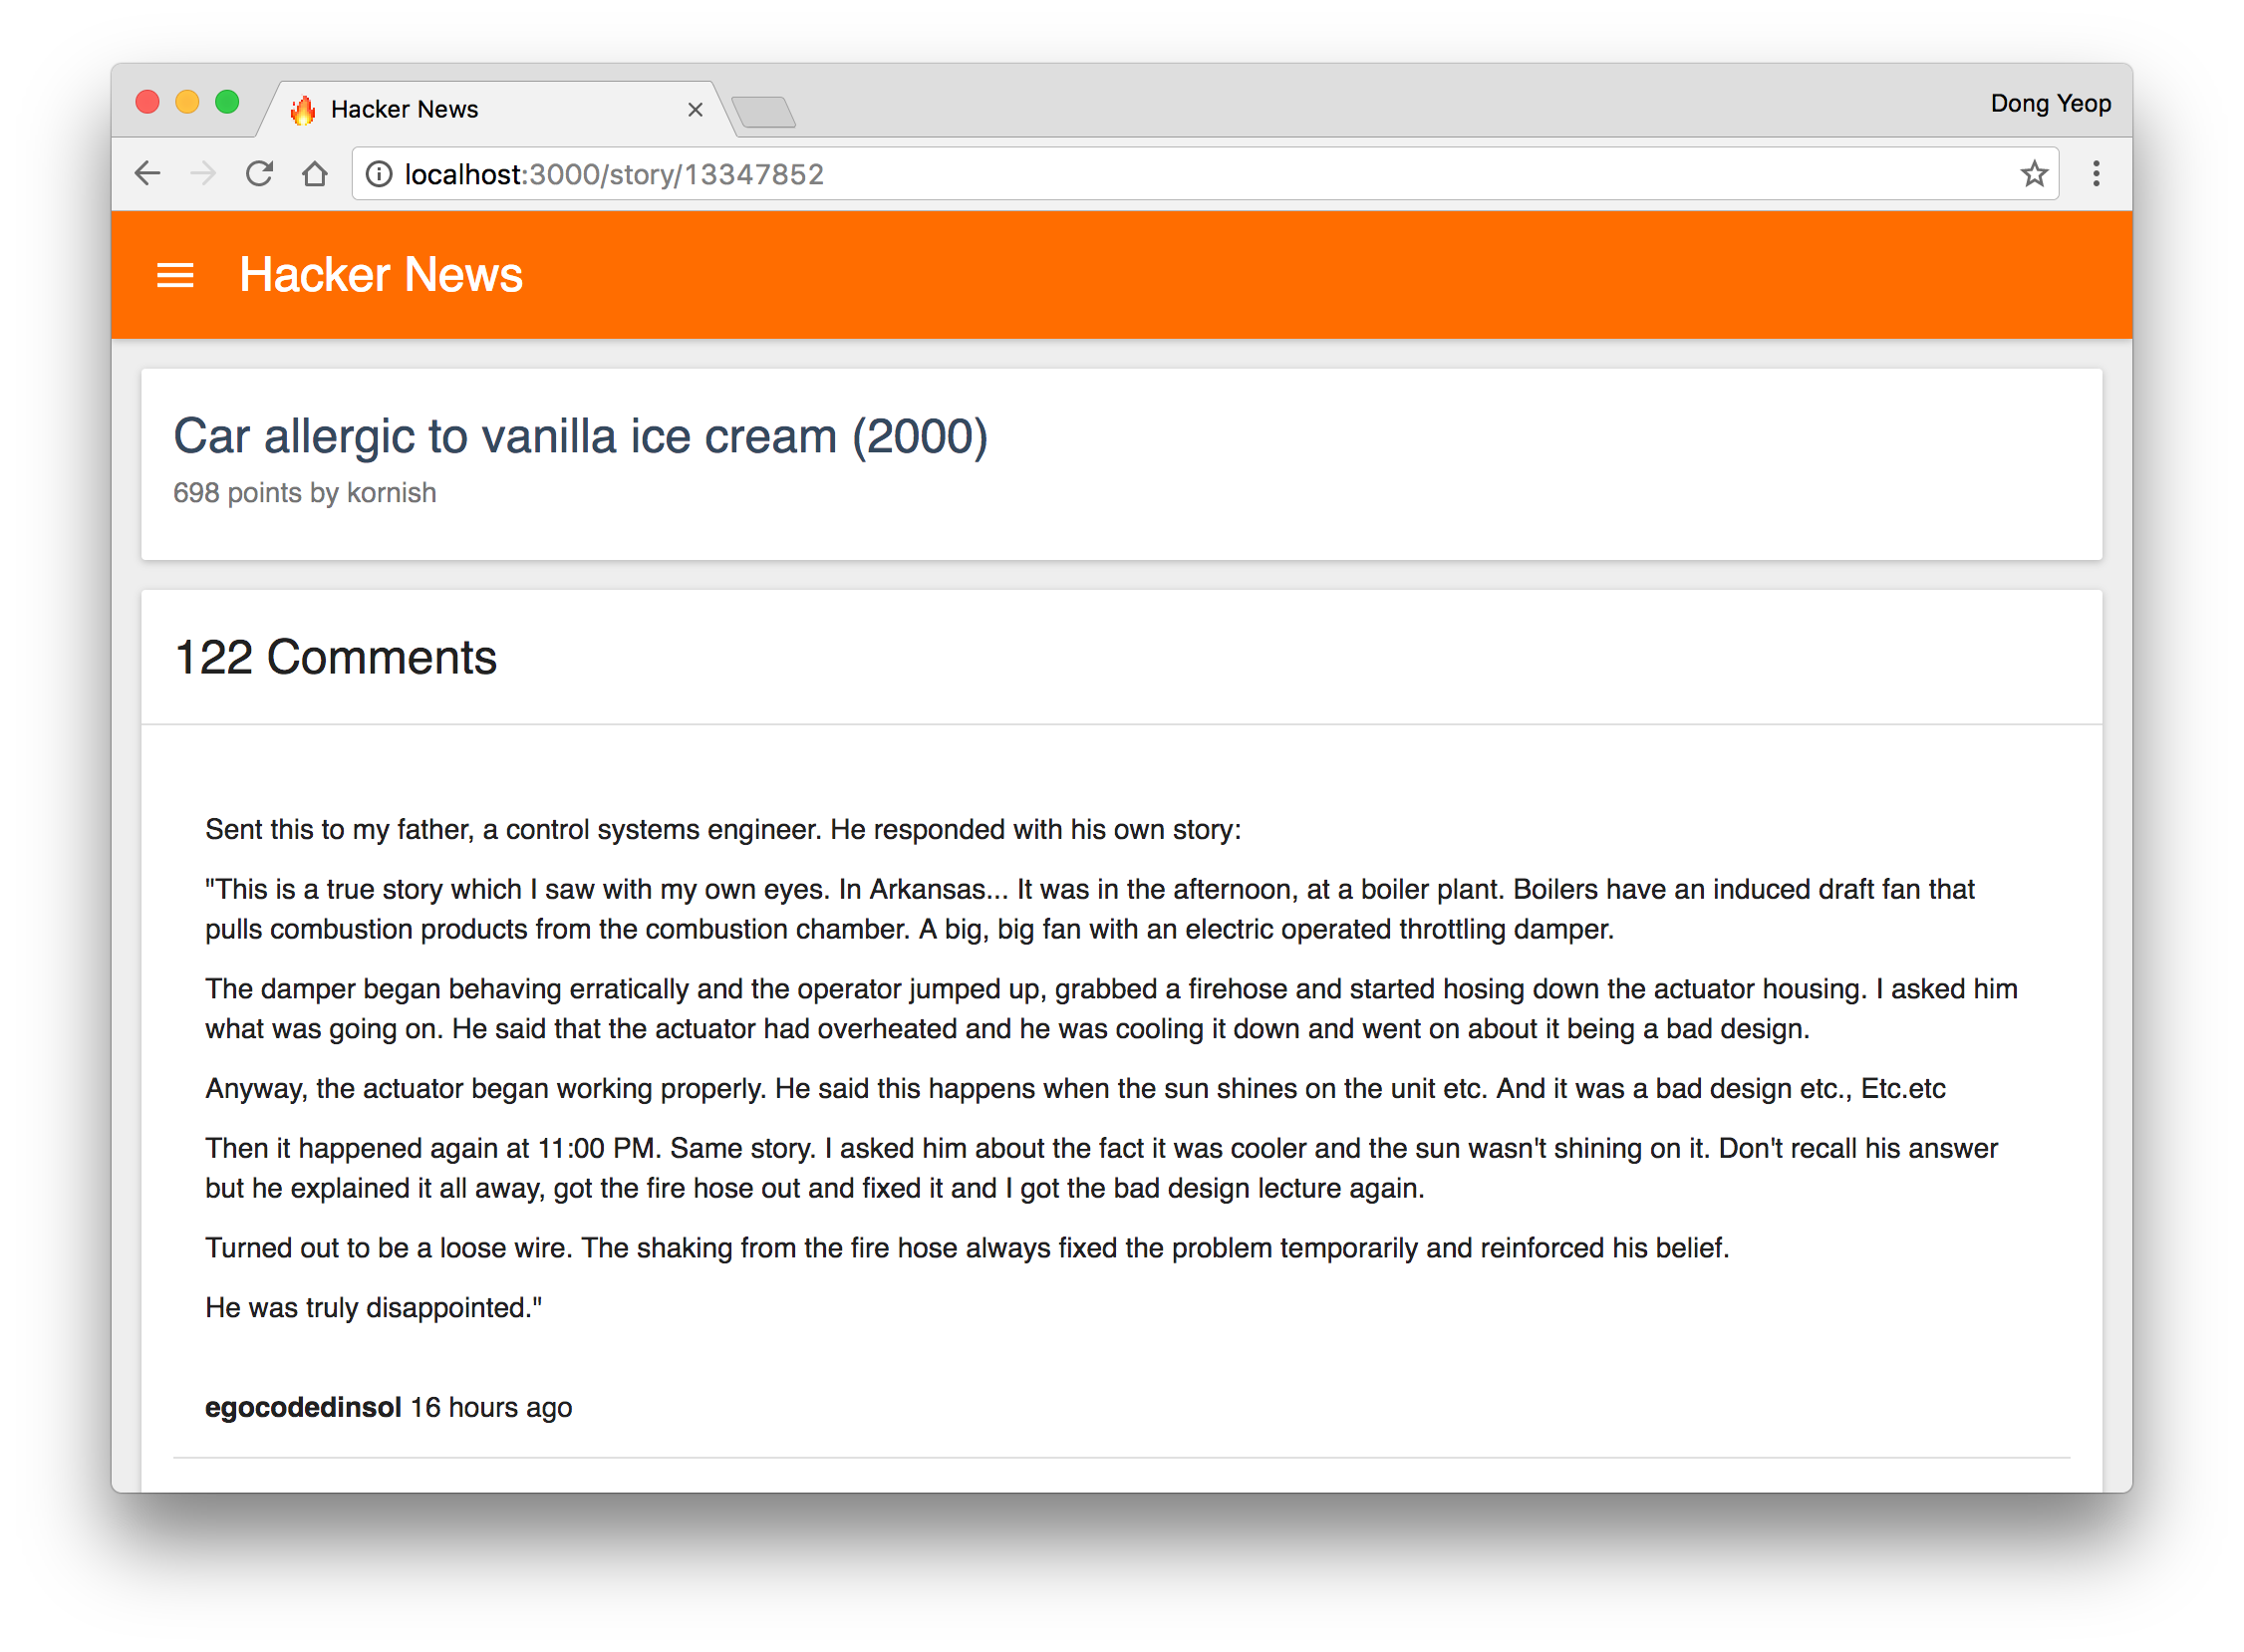 Hacker News
Dong Yeop
localhost:3000/story/13347852
Hacker News
Car allergic to vanilla ice cream (2000)
698 points by kornish
122 Comments
Sent this to my father, a control systems engineer. He responded with his own story:
"This is a true story which I saw with my own eyes. In Arkansas... It was in the afternoon, at a boiler plant. Boilers have an induced draft fan that
pulls combustion products from the combustion chamber. A big, big fan with an electric operated throttling damper.
The damper began behaving erratically and the operator jumped up, grabbed a firehose and started hosing down the actuator housing. I asked him
what was going on. He said that the actuator had overheated and he was cooling it down and went on about it being a bad design.
Anyway, the actuator began working properly. He said this happens when the sun shines on the unit etc. And it was a bad design etc., Etc.etc
Then it happened again at 11:00 PM. Same story. I asked him about the fact it was cooler and the sun wasn't shining on it. Don't recall his answer
but he explained it all away, got the fire hose out and fixed it and I got the bad design lecture again.
Turned out to be a loose wire. The shaking from the fire hose always fixed the problem temporarily and reinforced his belief.
He was truly disappointed."
egocodedinsol 16 hours ago